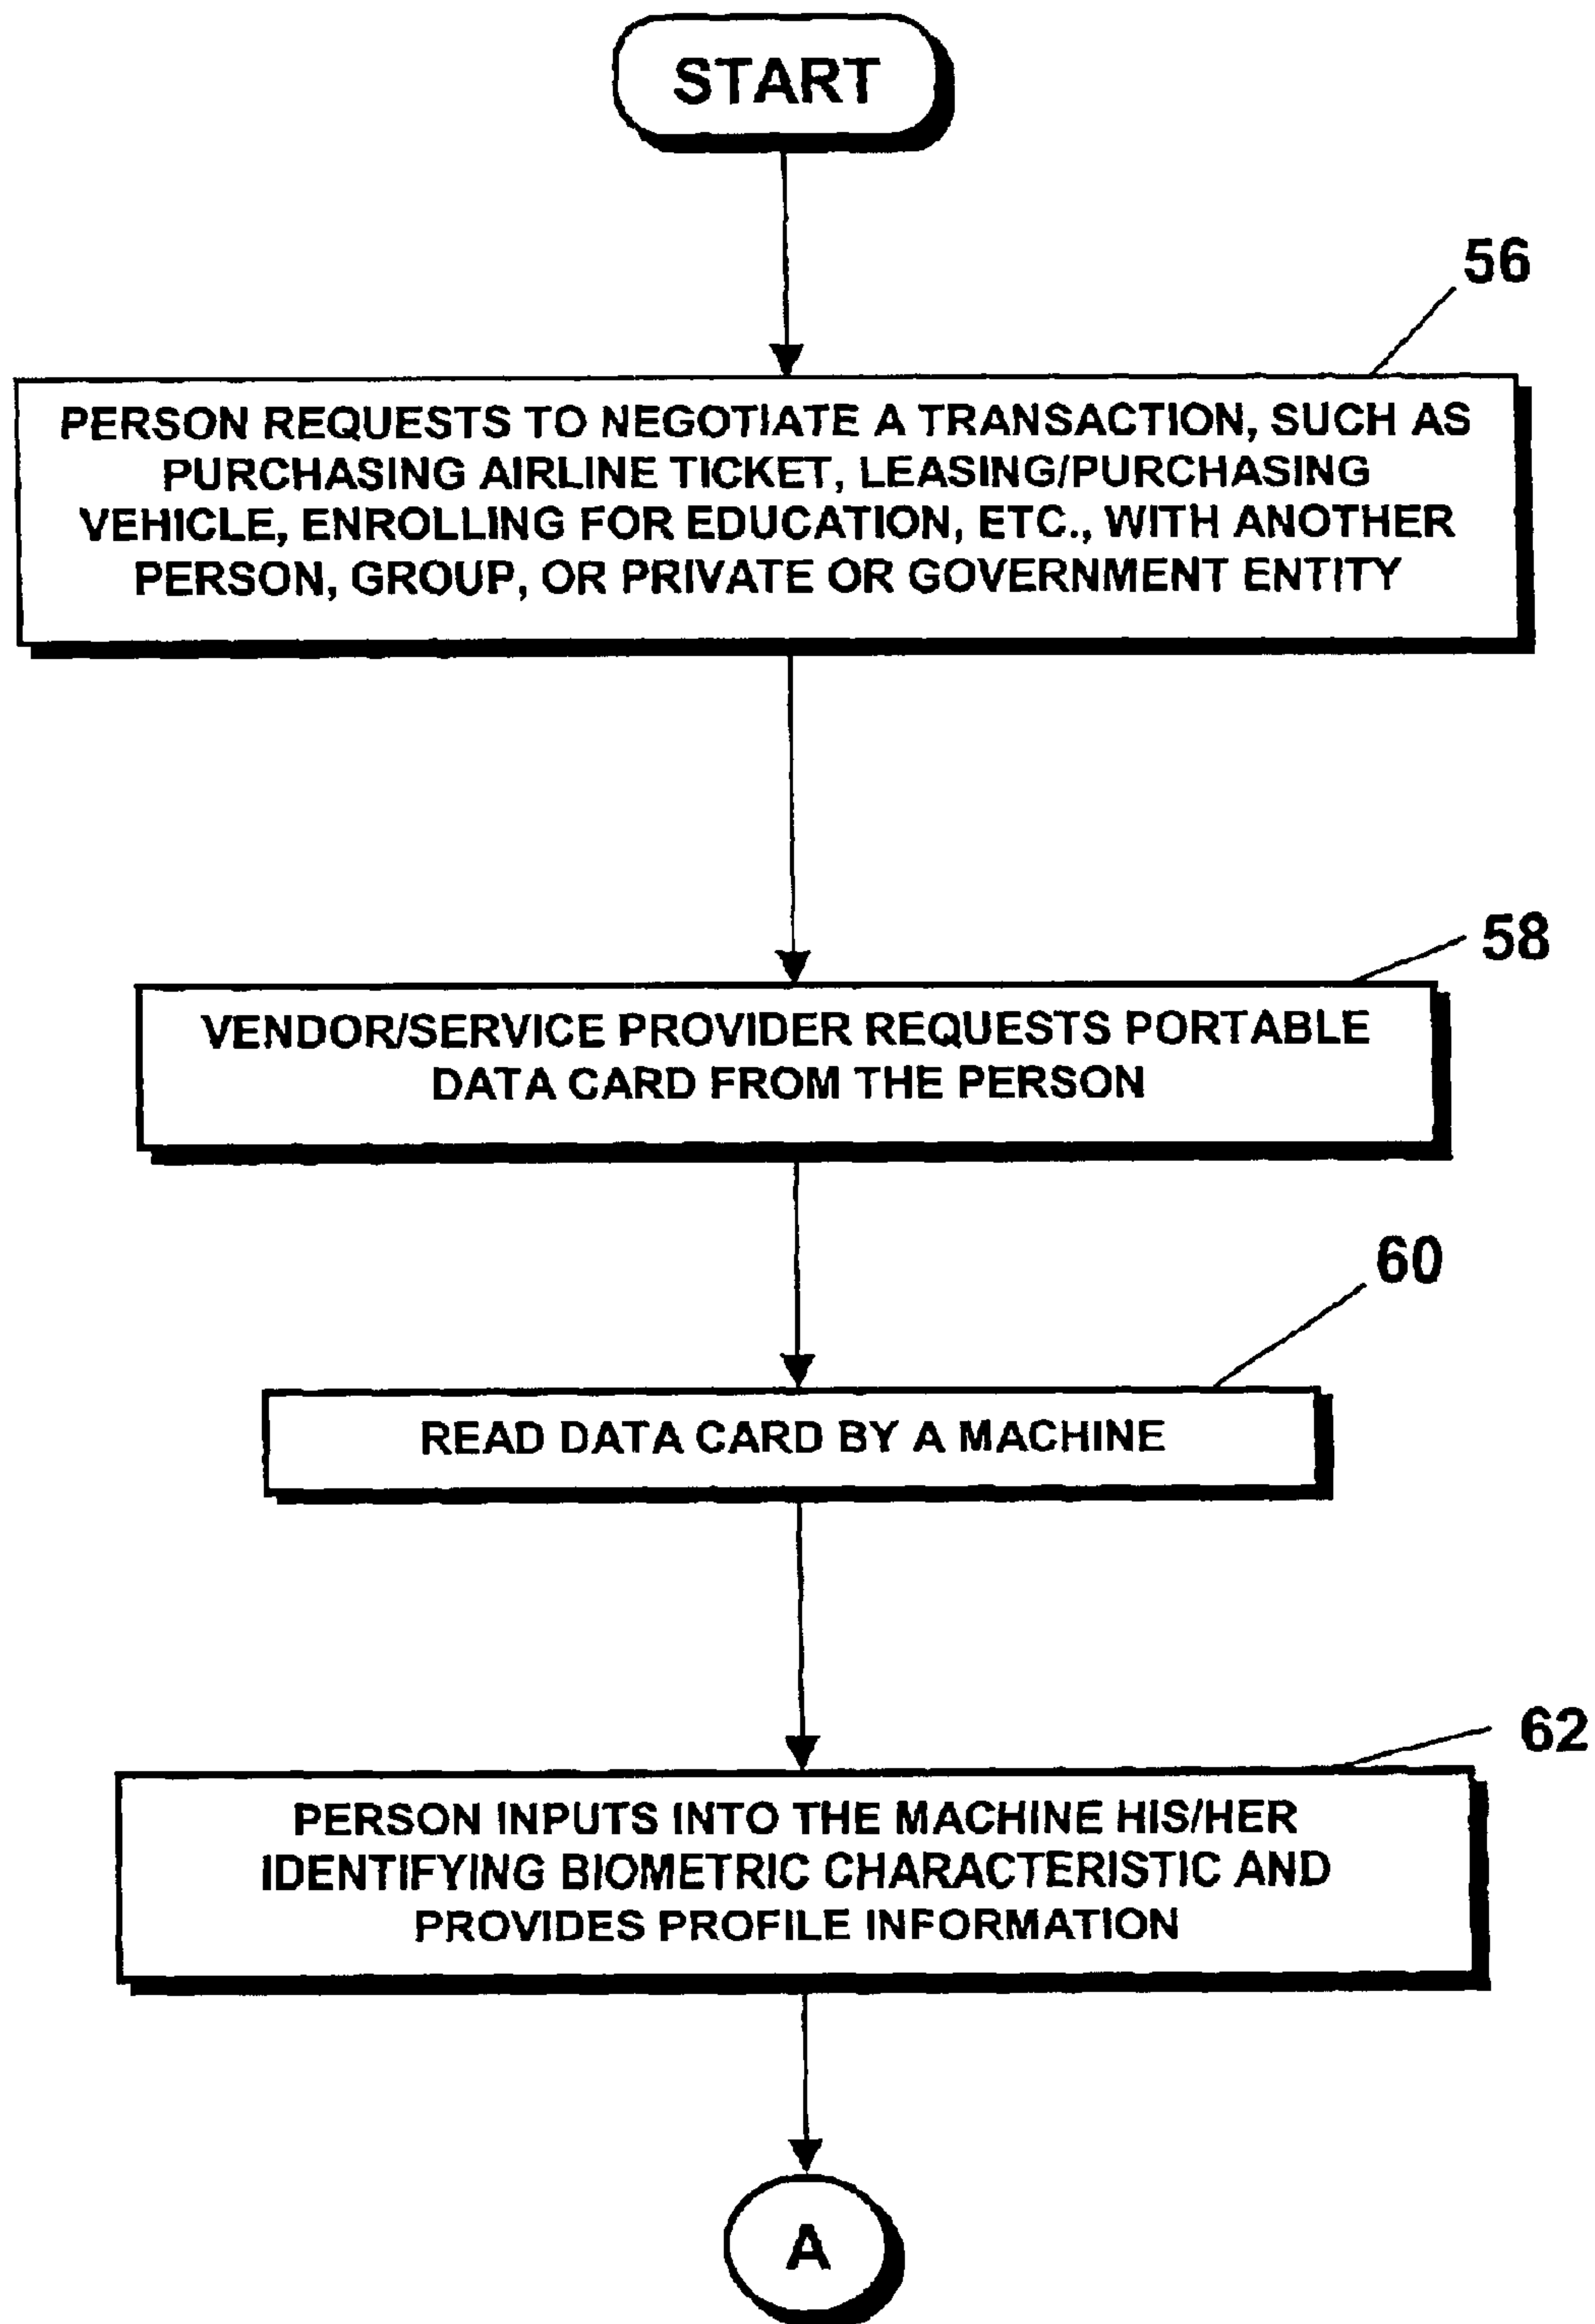 START
56
PERSON REQUESTS TO NEGOTIATE A TRANSACTION, SUCH AS
PURCHASING AIRLINE TICKET, LEASING/PURCHASING
VEHICLE, ENROLLING FOR EDUCATION, ETC., WITH ANOTHER
PERSON, GROUP, OR PRIVATE OR GOVERNMENT ENTITY
58
VENDOR/SERVICE PROVIDER REQUESTS PORTABLE
DATA CARD FROM THE PERSON
60
READ DATA CARD BY A MACHINE
62
PERSON INPUTS INTO THE MACHINE HIS/HER
IDENTIFYING BIOMETRIC CHARACTERISTIC AND
PROVIDES PROFILE INFORMATION
A